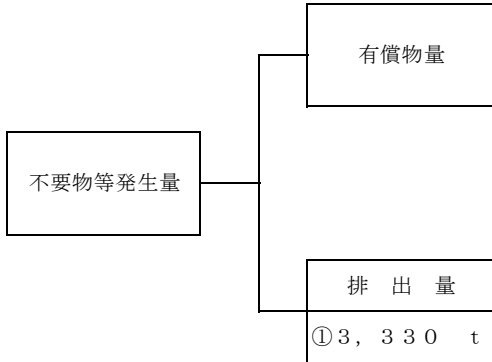 有償物量
不要物等発生量
排　出　量
①３，３３０　ｔ